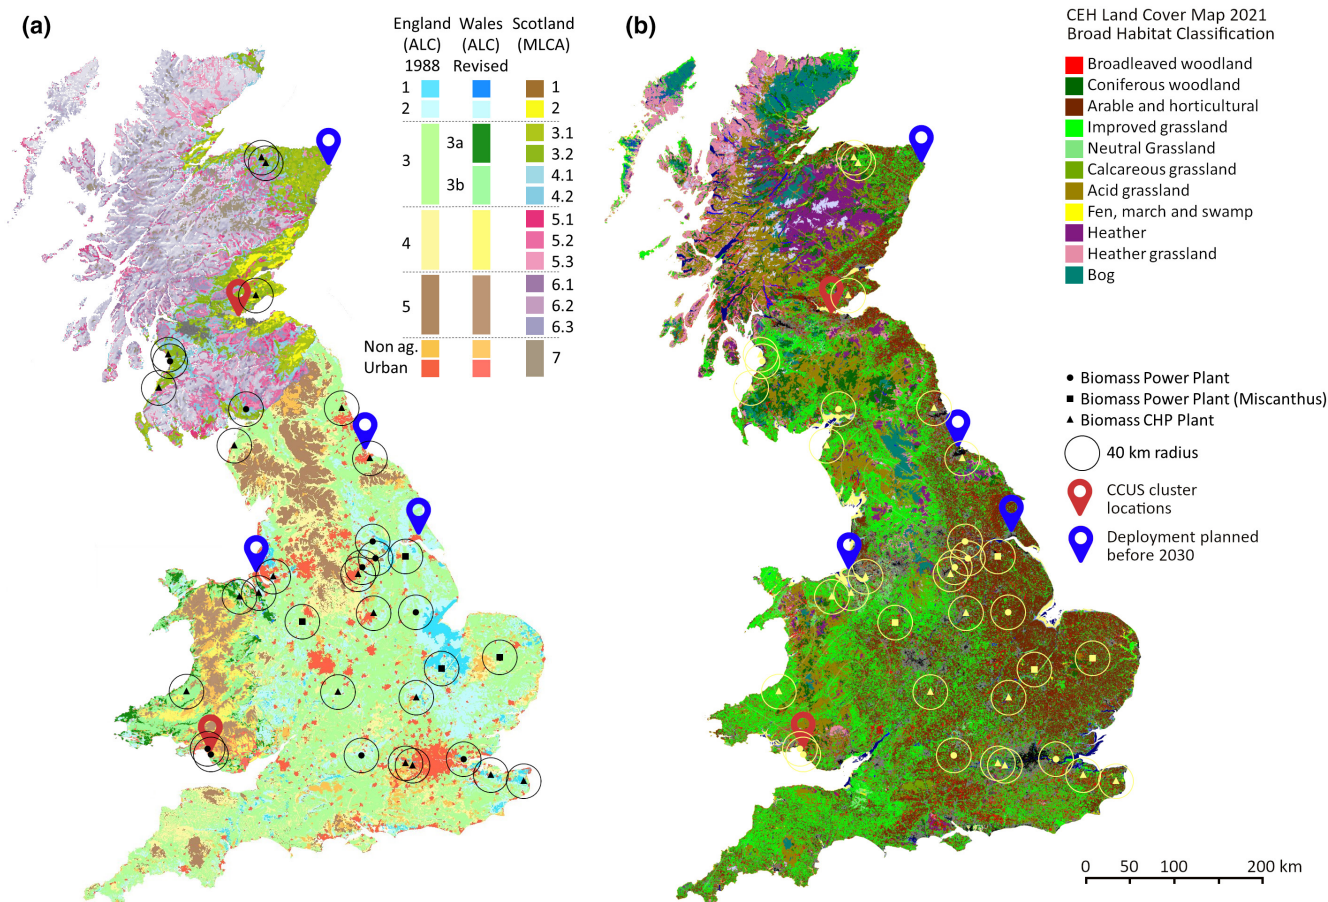 (a)
England Wales Scotland
(ALC) (ALC) (MLCA)
1988 Revised
1 1
2 2
3 3a 3.1
3.2
3b 4.1
4.2
4 5.1
5.2
5.3
5 6.1
6.2
6.3
Non ag. 7
Urban
(b)
CEH Land Cover Map 2021
Broad Habitat Classification
Broadleaved woodland
Coniferous woodland
Arable and horticultural
Improved grassland
Neutral Grassland
Calcareous grassland
Acid grassland
Fen, march and swamp
Heather
Heather grassland
Bog
Biomass Power Plant
Biomass Power Plant (Miscanthus)
Biomass CHP Plant
40 km radius
CCUS cluster
locations
Deployment planned
before 2030
0 50 100 200 km